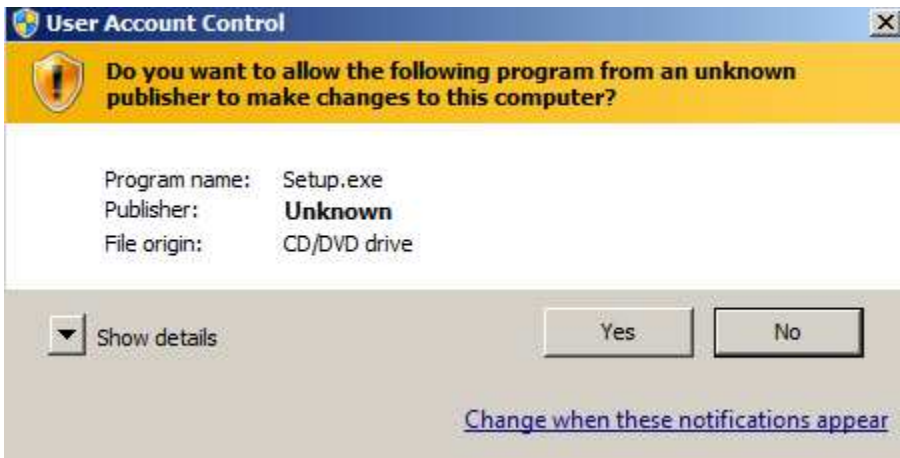 User Account Control
Do you want to allow the following program from an unknown
publisher to make changes to this computer?
Program name: Setup.exe
Publisher: Unknown
File origin: CD/DVD drive
Show details
Yes
No
Change when these notifications appear